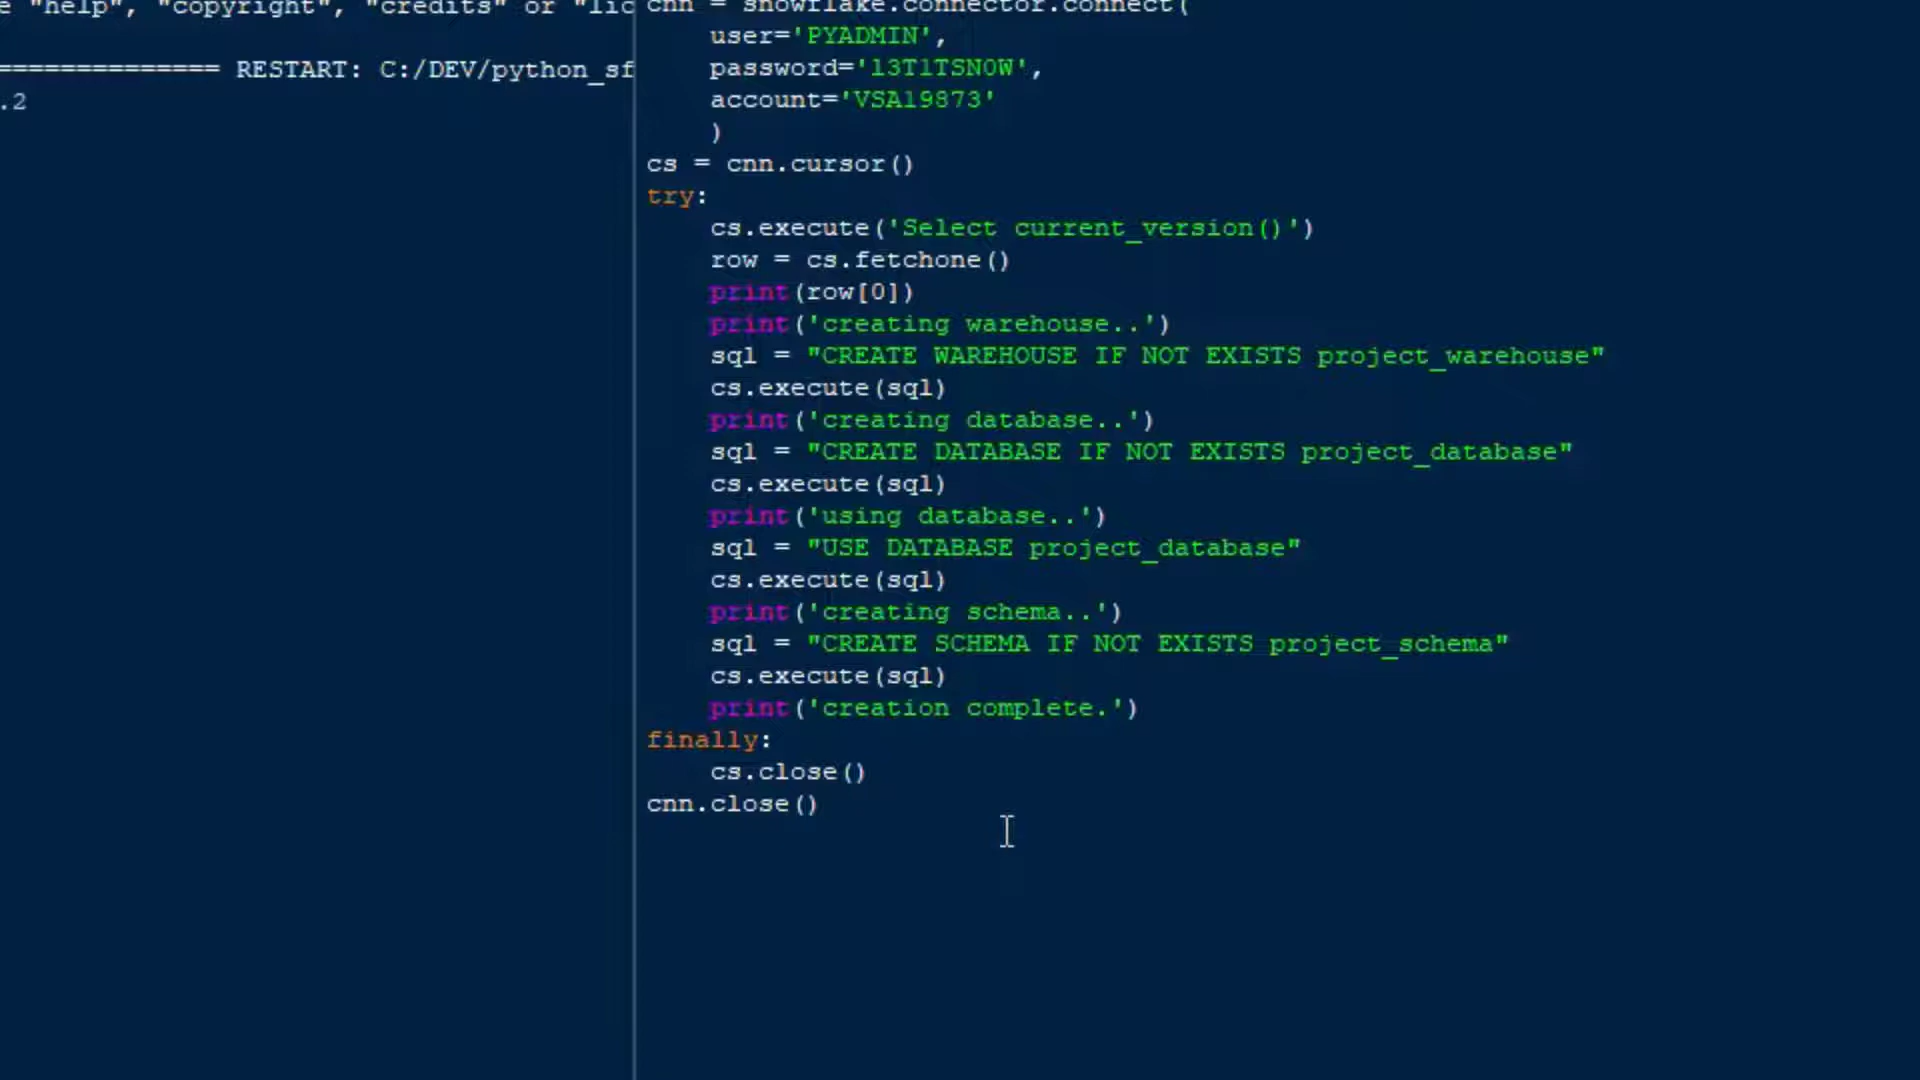 e "help", "copyright", "credits" or "lic
============== RESTART: C:/DEV/python_sf
.2
cnn = snowflake.connector.connect(
    user='PYADMIN',
    password='l3T1TSN0W',
    account='VSA19873'
    )
cs = cnn.cursor()
try:
    cs.execute('Select current_version()')
    row = cs.fetchone()
    print(row[0])
    print('creating warehouse..')
    sql = "CREATE WAREHOUSE IF NOT EXISTS project_warehouse"
    cs.execute(sql)
    print('creating database..')
    sql = "CREATE DATABASE IF NOT EXISTS project_database"
    cs.execute(sql)
    print('using database..')
    sql = "USE DATABASE project_database"
    cs.execute(sql)
    print('creating schema..')
    sql = "CREATE SCHEMA IF NOT EXISTS project_schema"
    cs.execute(sql)
    print('creation complete.')
finally:
    cs.close()
cnn.close()